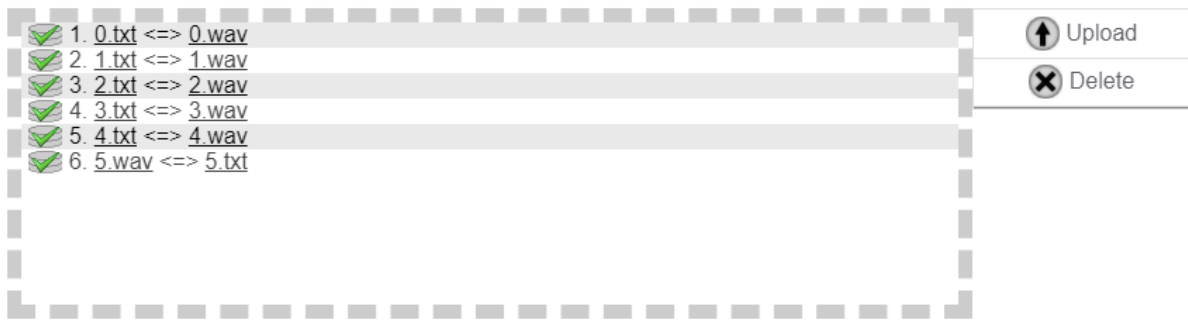 1. 0.txt <=> 0.wav
2. 1.txt <=> 1.wav
3. 2.txt <=> 2.wav
4. 3.txt <=> 3.wav
5. 4.txt <=> 4.wav
6. 5.wav <=> 5.txt
Upload
Delete